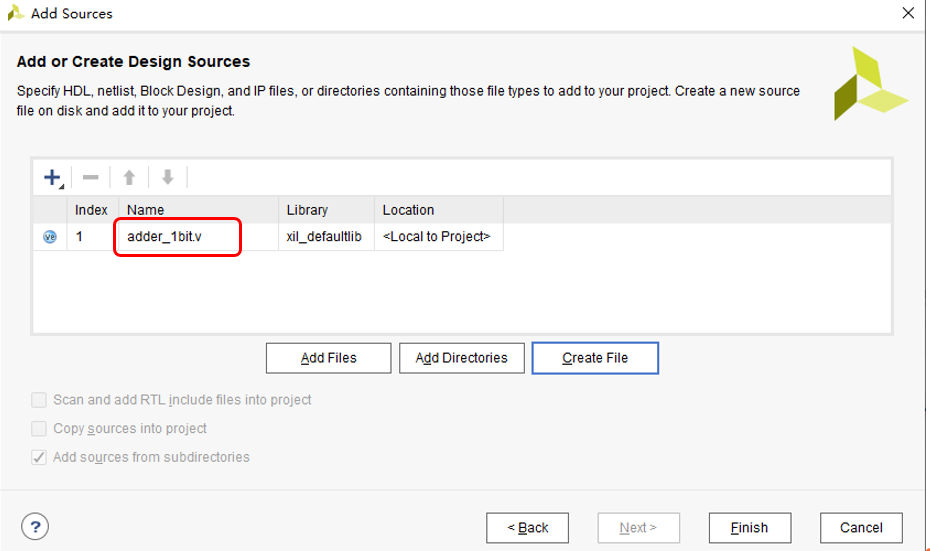 Add Sources
Add or Create Design Sources
Specify HDL, netlist, Block Design, and IP files, or directories containing those file types to add to your project. Create a new source
file on disk and add it to your project.
Index Name Library Location
ve 1 adder_1bit.v xil_defaultlib <Local to Project>
Add Files Add Directories Create File
Scan and add RTL include files into project
Copy sources into project
Add sources from subdirectories
? < Back Next > Finish Cancel